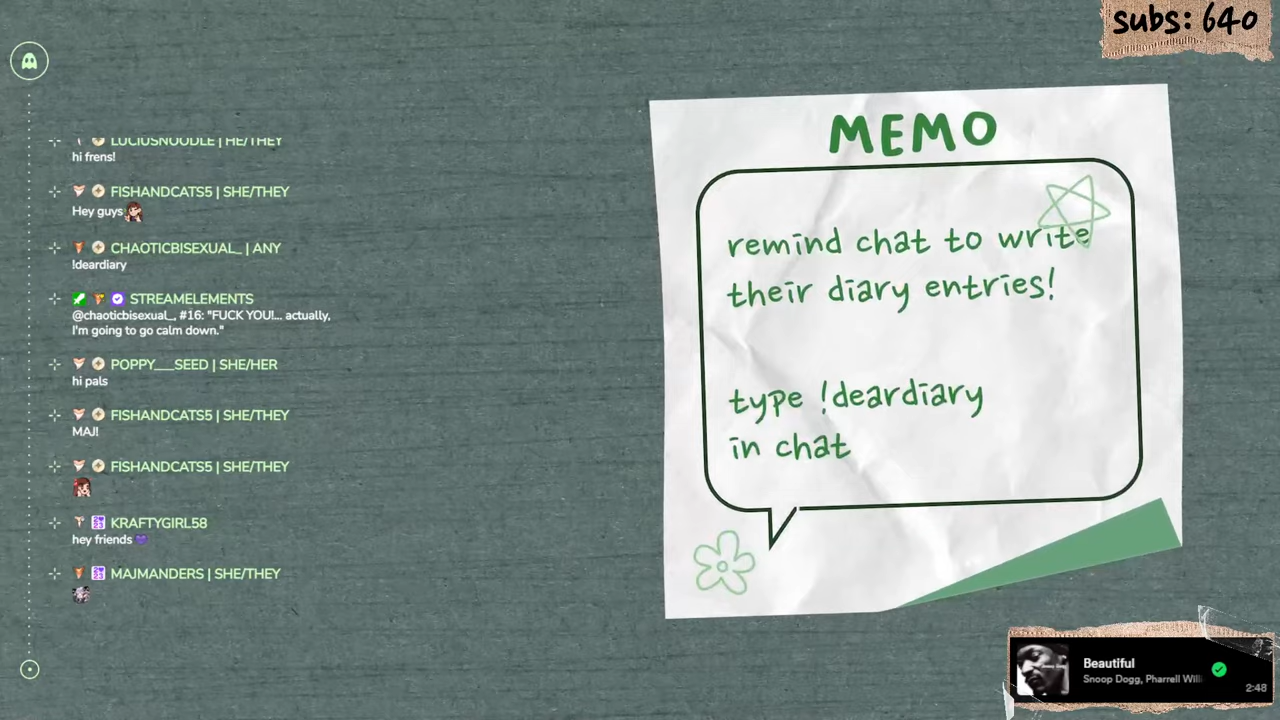 subs: 640
LUCIUSNOODLE | HE/THEY
hi frens!
FISHANDCATS5 | SHE/THEY
Hey guys
CHAOTICBISEXUAL_ | ANY
!deardiary
STREAMELEMENTS
@chaoticbisexual_, #16: "FUCK YOU!... actually,
I'm going to go calm down."
POPPY___SEED | SHE/HER
hi pals
FISHANDCATS5 | SHE/THEY
MAJ!
FISHANDCATS5 | SHE/THEY
KRAFTYGIRL58
hey friends
MAJMANDERS | SHE/THEY
MEMO
remind chat to write
their diary entries!
type !deardiary
in chat
Beautiful
Snoop Dogg, Pharrell Will
2:48